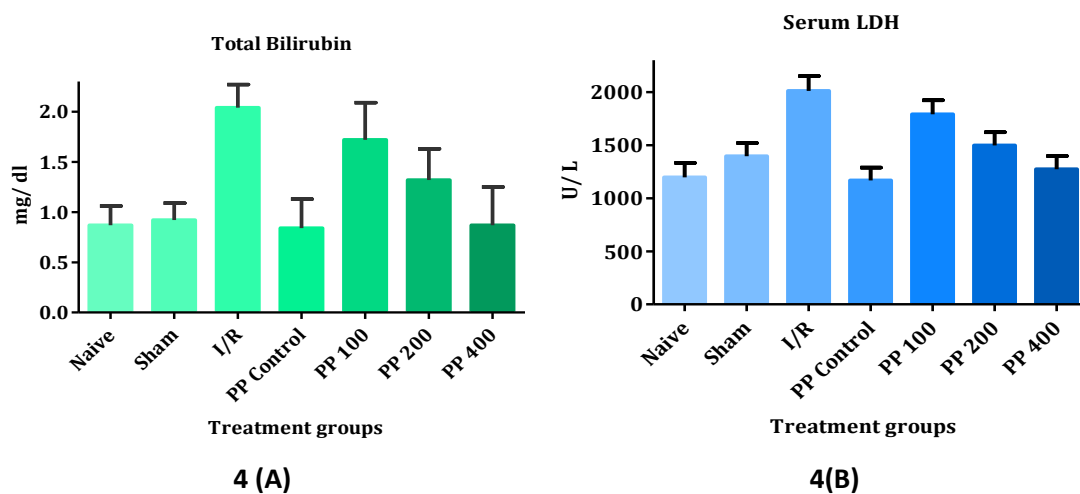 Total Bilirubin
mg/ dl
2.0
1.5
1.0
0.5
0.0
Naive
Sham
I/R
PP Control
PP 100
PP 200
PP 400
Treatment groups
4 (A)
Serum LDH
U/ L
2000
1500
1000
500
0
Naive
Sham
I/R
PP Control
PP 100
PP 200
PP 400
Treatment groups
4(B)